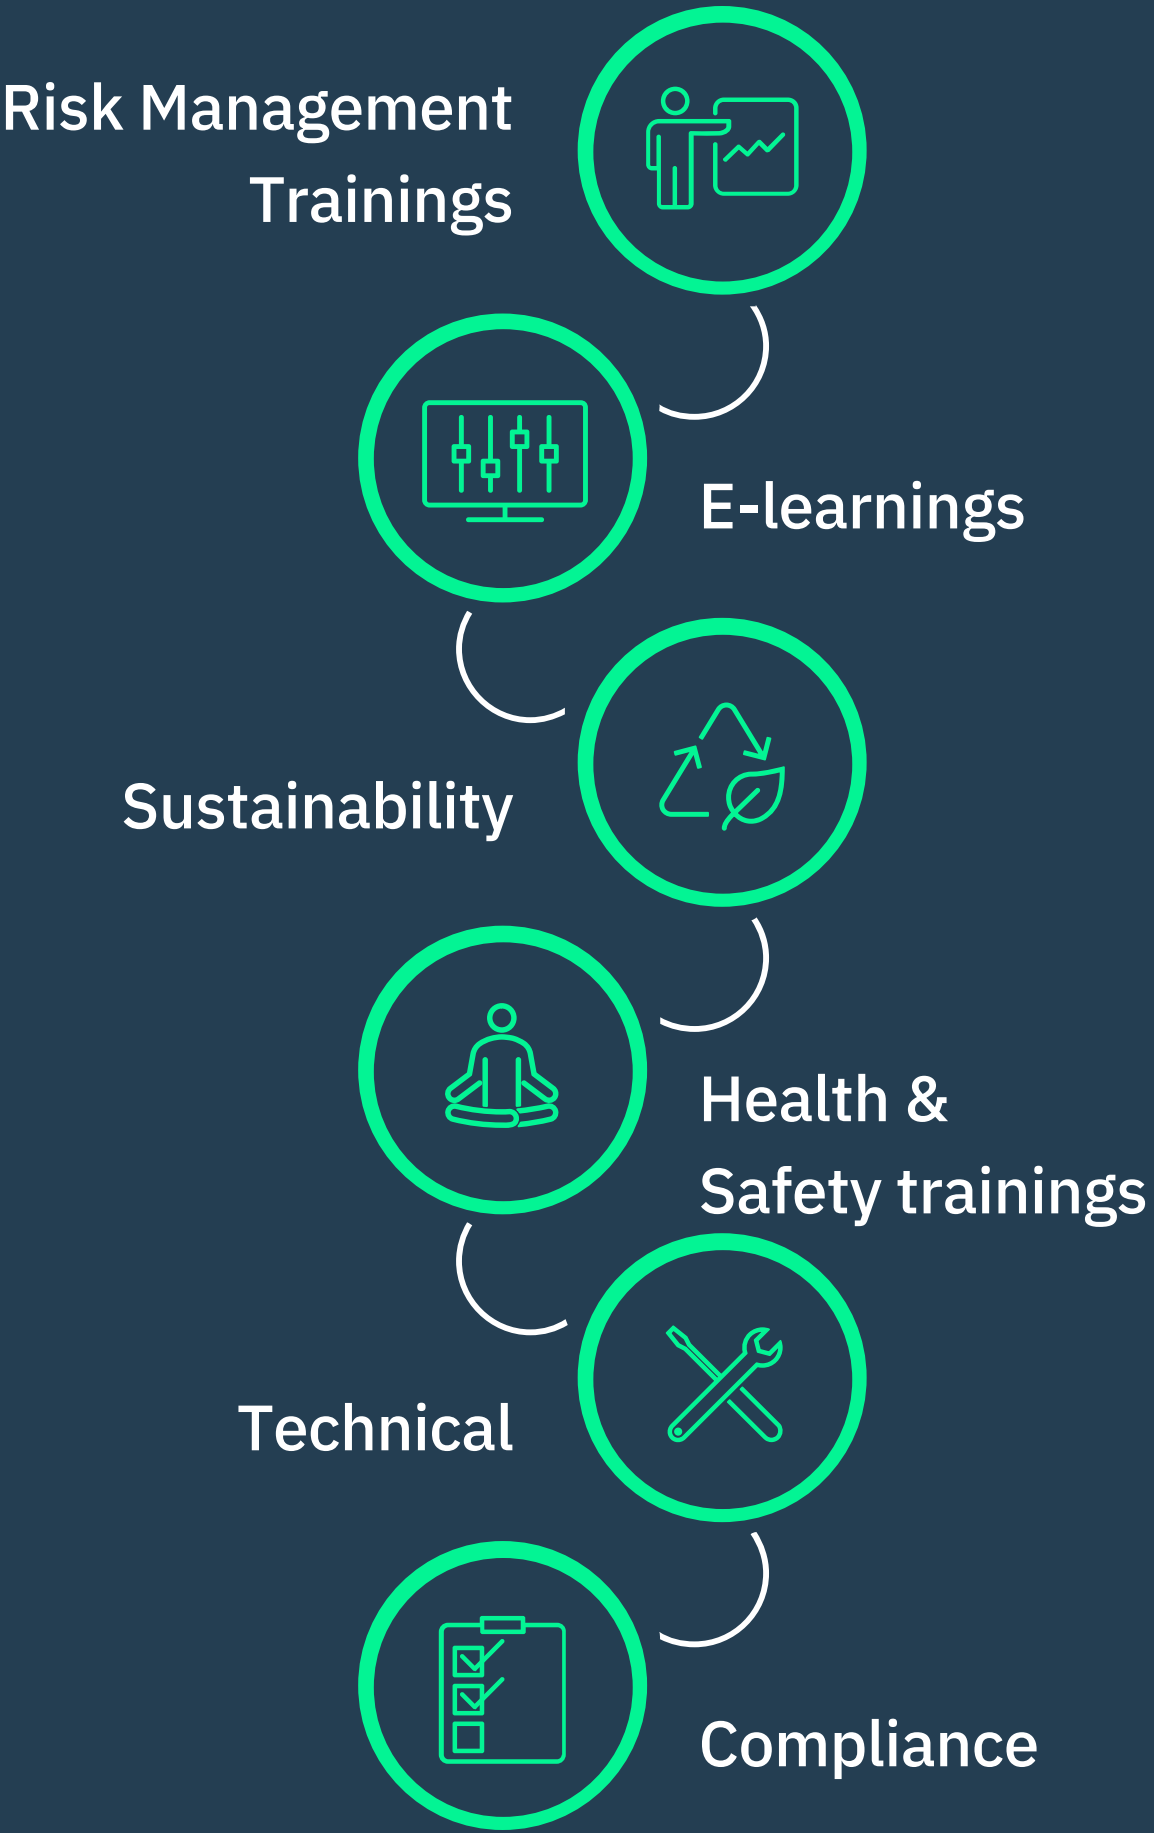 Risk Management
Trainings
E-learnings
Sustainability
Health &
Safety trainings
Technical
Compliance